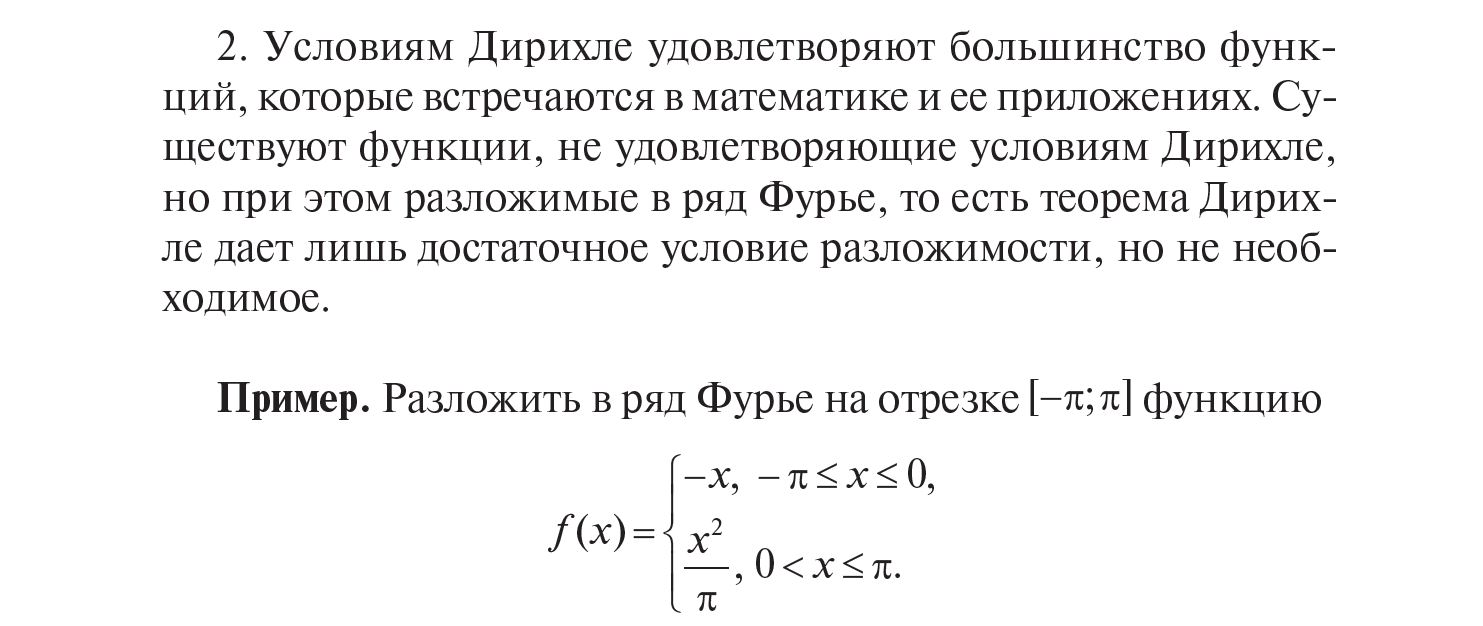 2. Условиям Дирихле удовлетворяют большинство функ-
ций, которые встречаются в математике и ее приложениях. Су-
ществуют функции, не удовлетворяющие условиям Дирихле,
но при этом разложимые в ряд Фурье, то есть теорема Дирих-
ле дает лишь достаточное условие разложимости, но не необ-
ходимое.
Пример. Разложить в ряд Фурье на отрезке [−π; π] функцию
f(x) = { −x, −π ≤ x ≤ 0,
x²/π, 0 < x ≤ π.